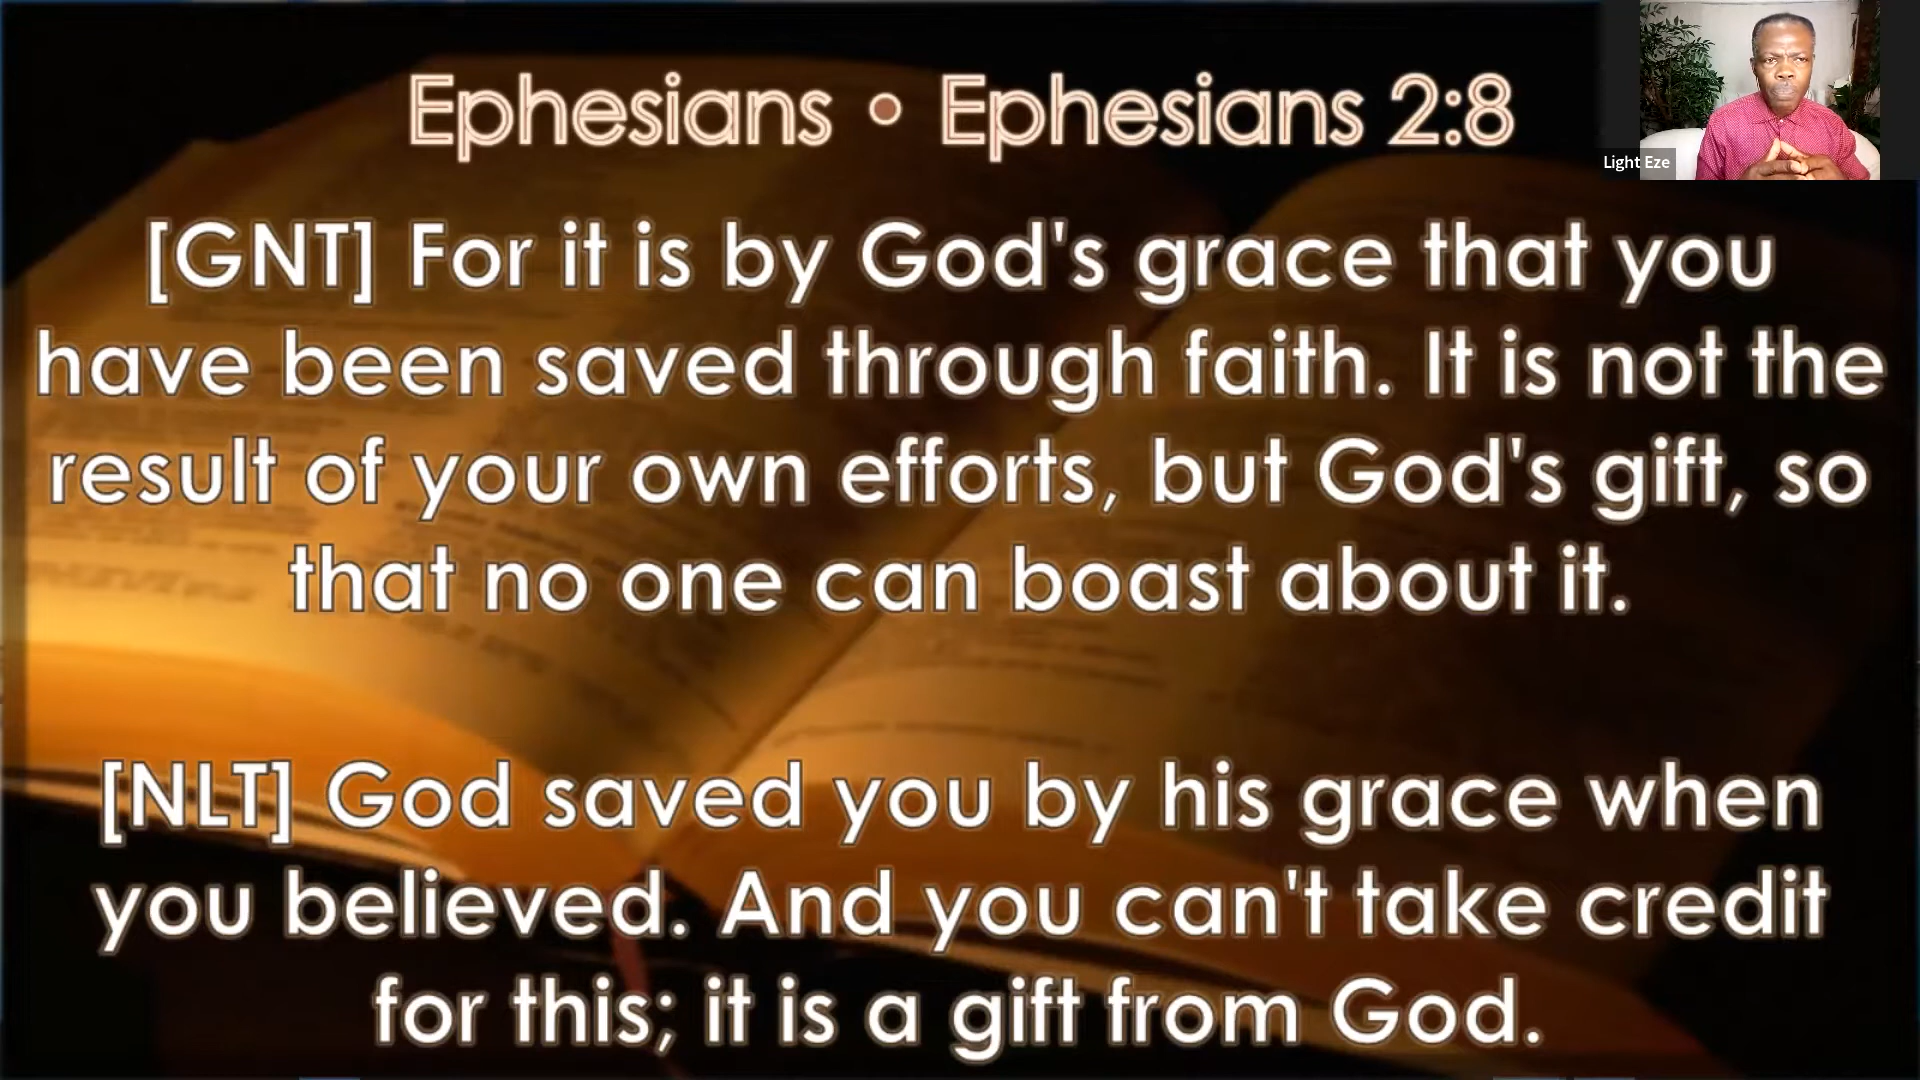 Ephesians • Ephesians 2:8
Light Eze
[GNT] For it is by God's grace that you
have been saved through faith. It is not the
result of your own efforts, but God's gift, so
that no one can boast about it.
[NLT] God saved you by his grace when
you believed. And you can't take credit
for this; it is a gift from God.